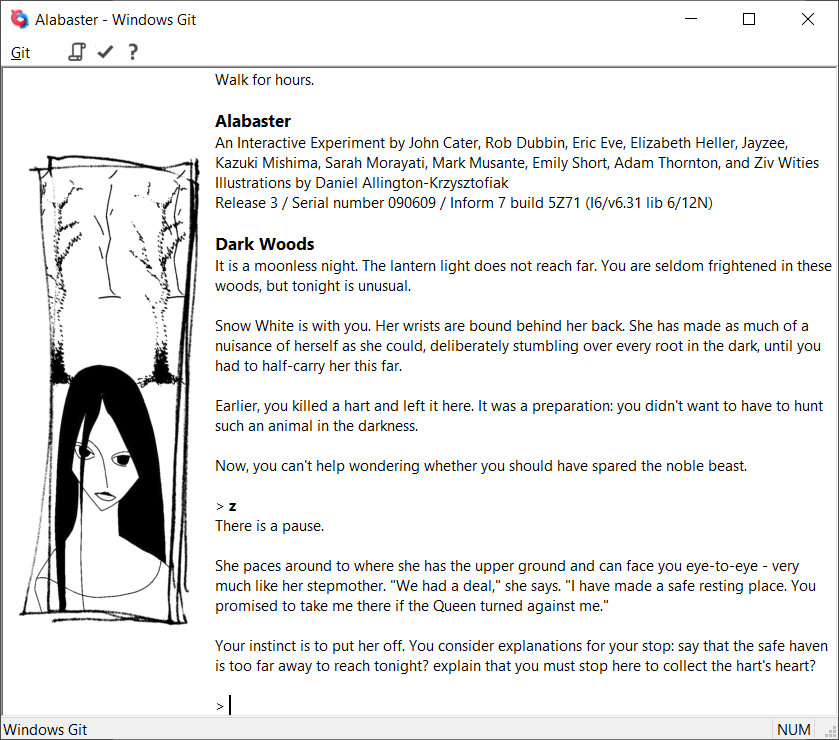 Alabaster - Windows Git
Git
?
Walk for hours.
Alabaster
An Interactive Experiment by John Cater, Rob Dubbin, Eric Eve, Elizabeth Heller, Jayzee,
Kazuki Mishima, Sarah Morayati, Mark Musante, Emily Short, Adam Thornton, and Ziv Wities
Illustrations by Daniel Allington-Krzysztofiak
Release 3 / Serial number 090609 / Inform 7 build 5Z71 (I6/v6.31 lib 6/12N)
Dark Woods
It is a moonless night. The lantern light does not reach far. You are seldom frightened in these
woods, but tonight is unusual.
Snow White is with you. Her wrists are bound behind her back. She has made as much of a
nuisance of herself as she could, deliberately stumbling over every root in the dark, until you
had to half-carry her this far.
Earlier, you killed a hart and left it here. It was a preparation: you didn't want to have to hunt
such an animal in the darkness.
Now, you can't help wondering whether you should have spared the noble beast.
> z
There is a pause.
She paces around to where she has the upper ground and can face you eye-to-eye - very
much like her stepmother. "We had a deal," she says. "I have made a safe resting place. You
promised to take me there if the Queen turned against me."
Your instinct is to put her off. You consider explanations for your stop: say that the safe haven
is too far away to reach tonight? explain that you must stop here to collect the hart's heart?
>
Windows Git
NUM